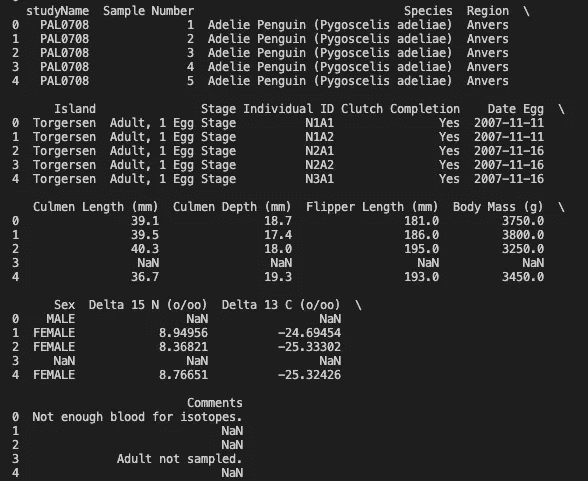 studyName Sample Number Species Region \
0 PAL0708 1 Adelie Penguin (Pygoscelis adeliae) Anvers
1 PAL0708 2 Adelie Penguin (Pygoscelis adeliae) Anvers
2 PAL0708 3 Adelie Penguin (Pygoscelis adeliae) Anvers
3 PAL0708 4 Adelie Penguin (Pygoscelis adeliae) Anvers
4 PAL0708 5 Adelie Penguin (Pygoscelis adeliae) Anvers
Island Stage Individual ID Clutch Completion Date Egg \
0 Torgersen Adult, 1 Egg Stage N1A1 Yes 2007-11-11
1 Torgersen Adult, 1 Egg Stage N1A2 Yes 2007-11-11
2 Torgersen Adult, 1 Egg Stage N2A1 Yes 2007-11-16
3 Torgersen Adult, 1 Egg Stage N2A2 Yes 2007-11-16
4 Torgersen Adult, 1 Egg Stage N3A1 Yes 2007-11-16
Culmen Length (mm) Culmen Depth (mm) Flipper Length (mm) Body Mass (g) \
0 39.1 18.7 181.0 3750.0
1 39.5 17.4 186.0 3800.0
2 40.3 18.0 195.0 3250.0
3 NaN NaN NaN NaN
4 36.7 19.3 193.0 3450.0
Sex Delta 15 N (o/oo) Delta 13 C (o/oo) \
0 MALE NaN NaN
1 FEMALE 8.94956 -24.69454
2 FEMALE 8.36821 -25.33302
3 NaN NaN NaN
4 FEMALE 8.76651 -25.32426
Comments
0 Not enough blood for isotopes.
1 NaN
2 NaN
3 Adult not sampled.
4 NaN